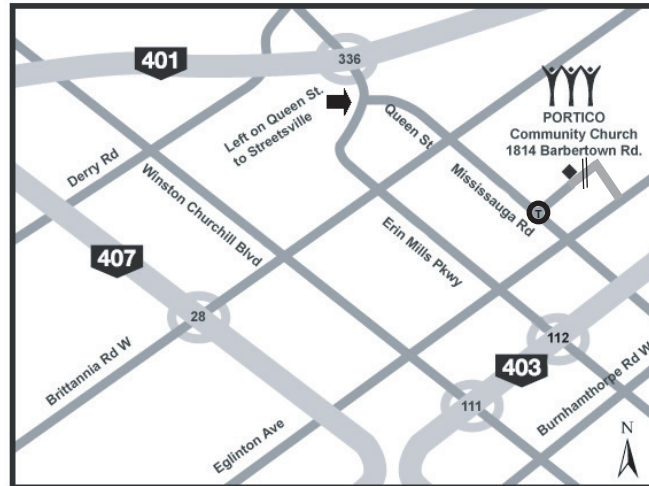 401
336
Left on Queen St.
to Streetsville
Queen St
PORTICO
Community Church
1814 Barbertown Rd.
Derry Rd
Winston Churchill Blvd
Mississauga Rd
T
Erin Mills Pkwy
407
28
112
403
Brittannia Rd W
Eglinton Ave
111
Burnhamthorpe Rd W
N